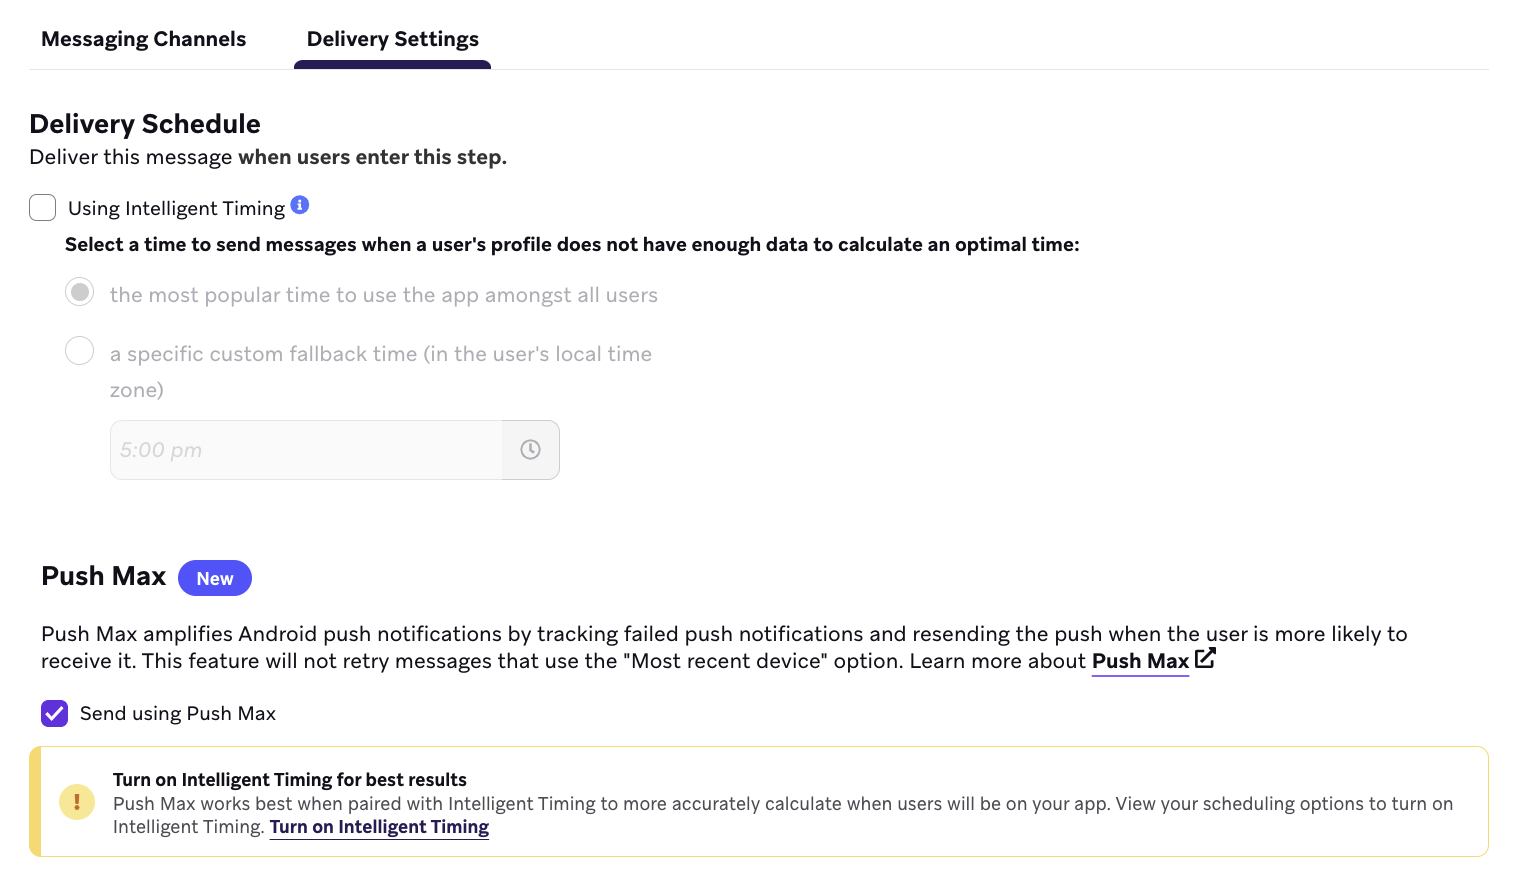 Messaging Channels
Delivery Settings
Delivery Schedule
Deliver this message when users enter this step.
Using Intelligent Timing
Select a time to send messages when a user's profile does not have enough data to calculate an optimal time:
the most popular time to use the app amongst all users
a specific custom fallback time (in the user's local time
zone)
5:00 pm
Push Max New
Push Max amplifies Android push notifications by tracking failed push notifications and resending the push when the user is more likely to
receive it. This feature will not retry messages that use the "Most recent device" option. Learn more about Push Max
Send using Push Max
Turn on Intelligent Timing for best results
Push Max works best when paired with Intelligent Timing to more accurately calculate when users will be on your app. View your scheduling options to turn on
Intelligent Timing. Turn on Intelligent Timing